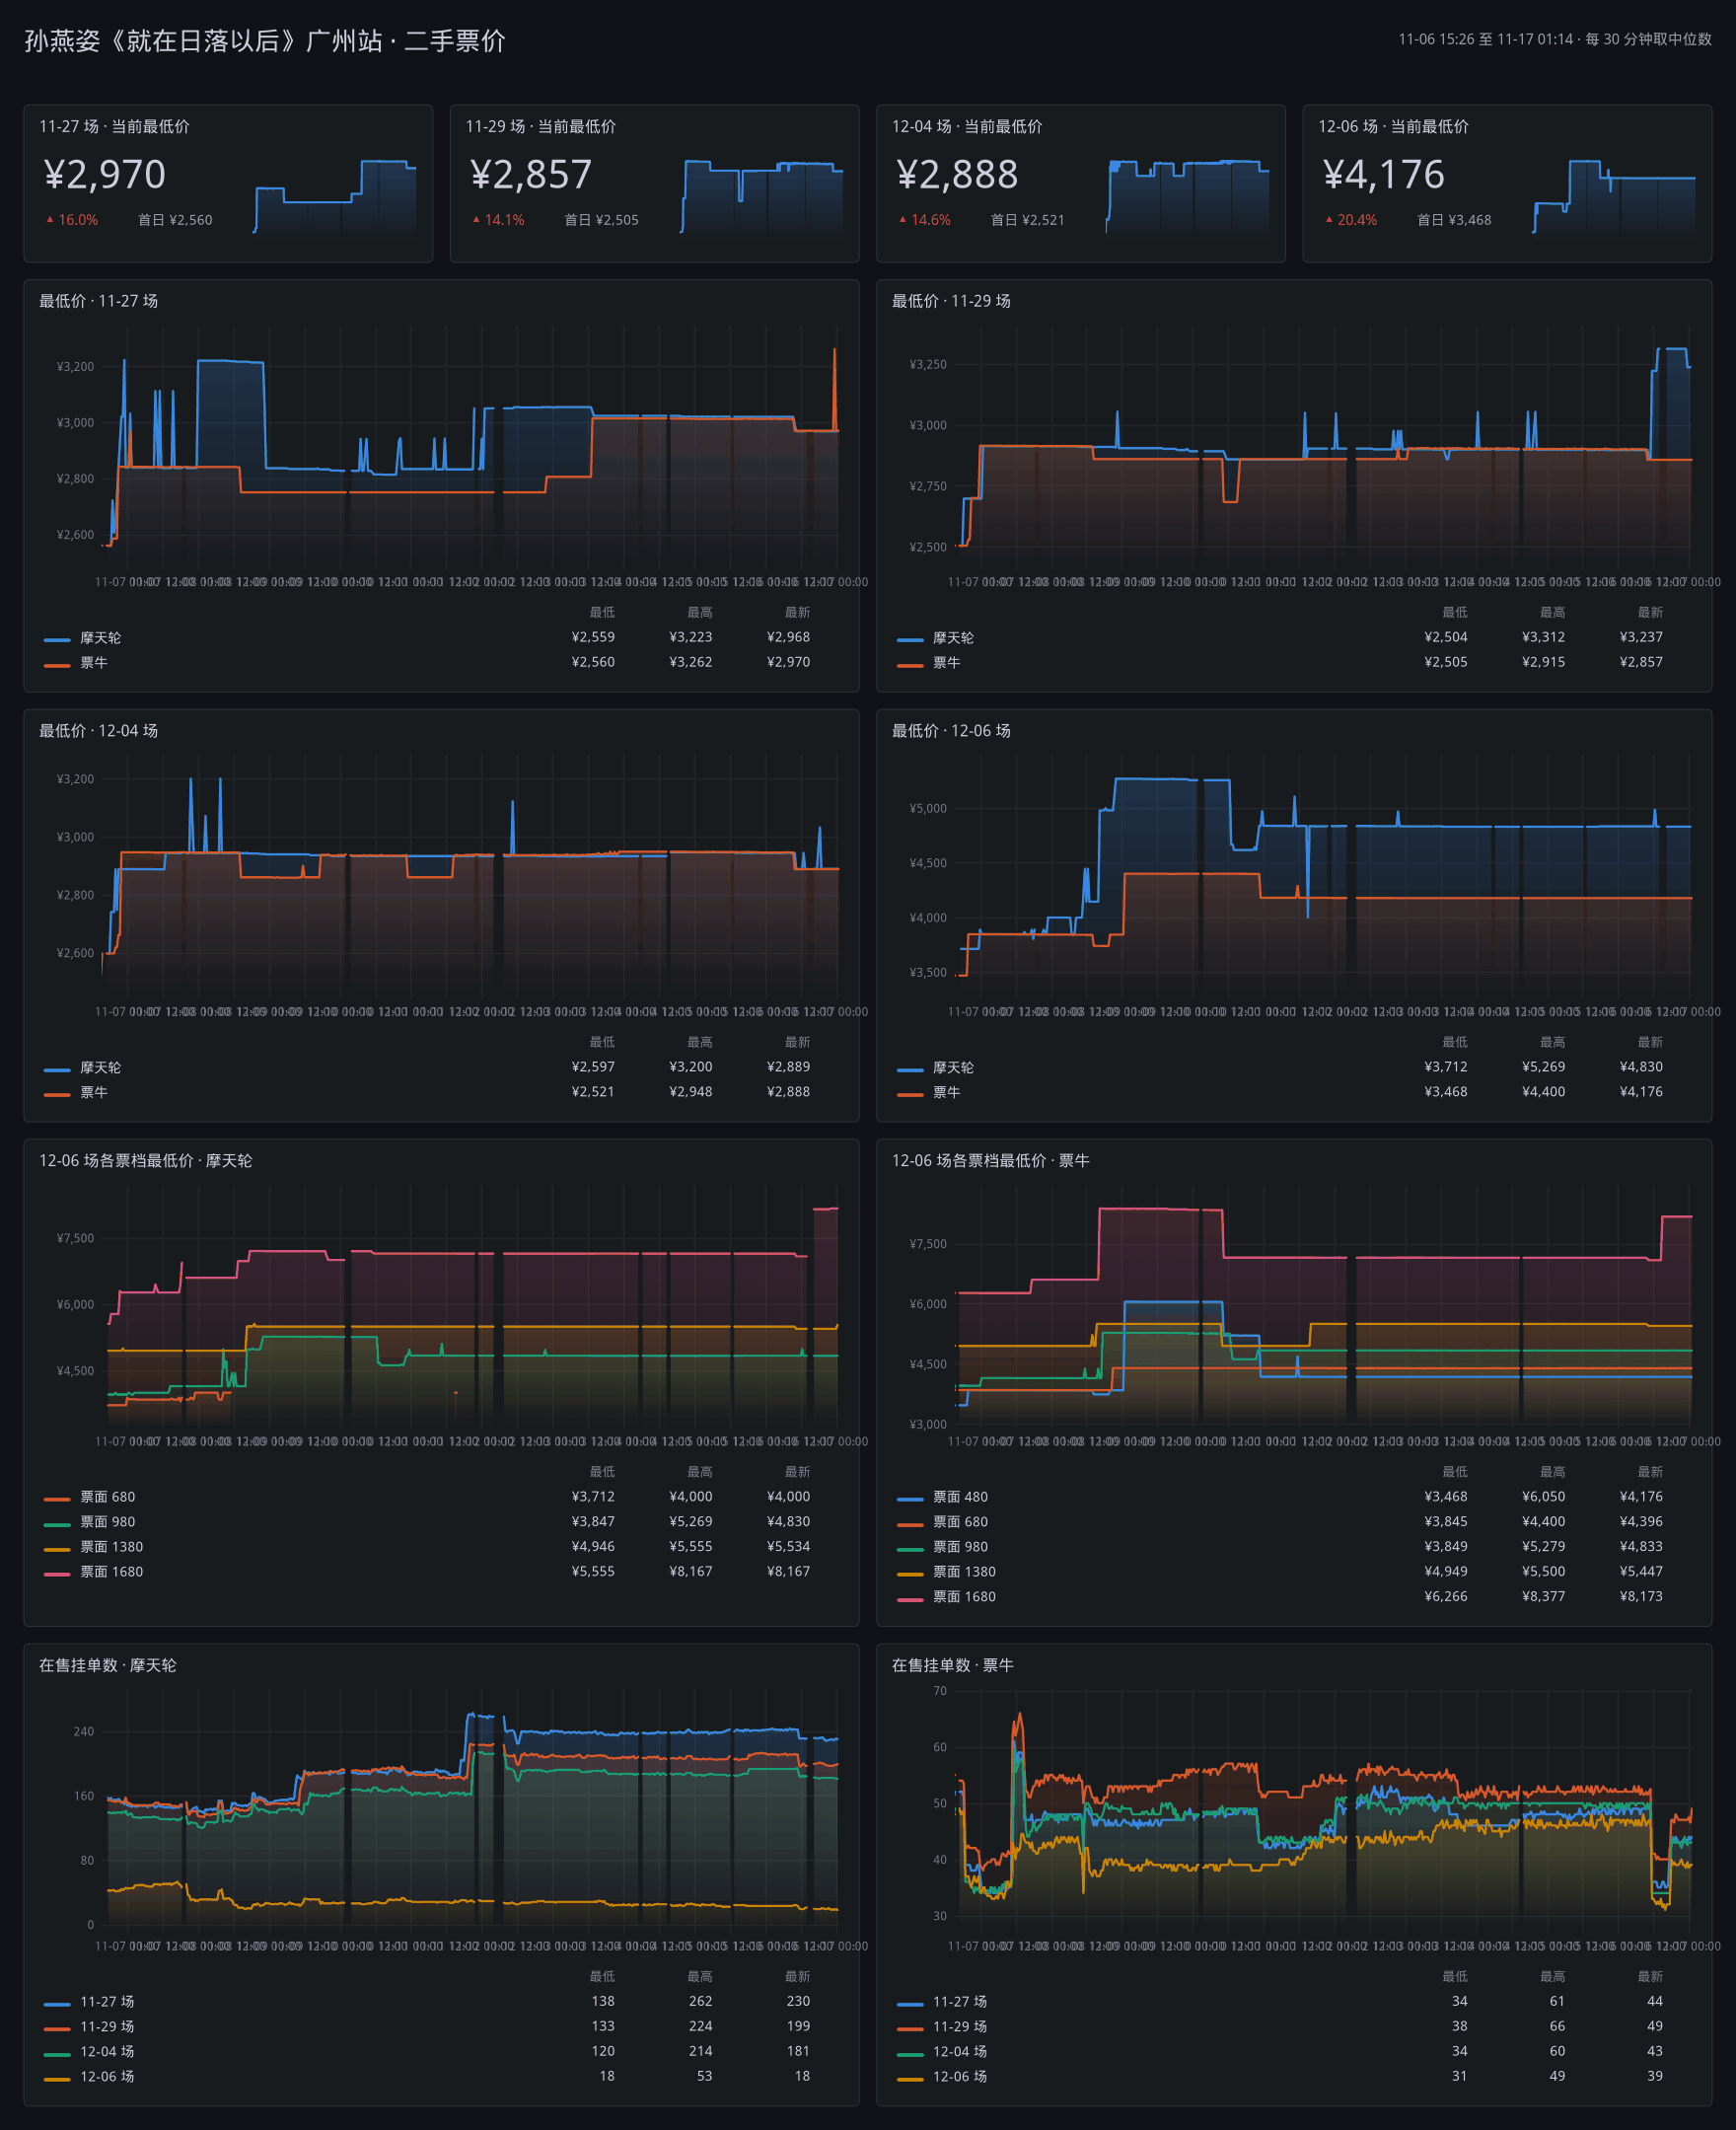 孙燕姿《就在日落以后》广州站 · 二手票价
11-06 15:26 至 11-17 01:14 · 每 30 分钟取中位数
11-27 场 · 当前最低价
¥2,970
▲ 16.0% 首日 ¥2,560
11-29 场 · 当前最低价
¥2,857
▲ 14.1% 首日 ¥2,505
12-04 场 · 当前最低价
¥2,888
▲ 14.6% 首日 ¥2,521
12-06 场 · 当前最低价
¥4,176
▲ 20.4% 首日 ¥3,468
最低价 · 11-27 场
¥3,200
¥3,000
¥2,800
¥2,600
最低 最高 最新
摩天轮 ¥2,559 ¥3,223 ¥2,968
票牛 ¥2,560 ¥3,262 ¥2,970
最低价 · 11-29 场
¥3,250
¥3,000
¥2,750
¥2,500
最低 最高 最新
摩天轮 ¥2,504 ¥3,312 ¥3,237
票牛 ¥2,505 ¥2,915 ¥2,857
最低价 · 12-04 场
¥3,200
¥3,000
¥2,800
¥2,600
最低 最高 最新
摩天轮 ¥2,597 ¥3,200 ¥2,889
票牛 ¥2,521 ¥2,948 ¥2,888
最低价 · 12-06 场
¥5,000
¥4,500
¥4,000
¥3,500
最低 最高 最新
摩天轮 ¥3,712 ¥5,269 ¥4,830
票牛 ¥3,468 ¥4,400 ¥4,176
12-06 场各票档最低价 · 摩天轮
¥7,500
¥6,000
¥4,500
最低 最高 最新
票面 680 ¥3,712 ¥4,000 ¥4,000
票面 980 ¥3,847 ¥5,269 ¥4,830
票面 1380 ¥4,946 ¥5,555 ¥5,534
票面 1680 ¥5,555 ¥8,167 ¥8,167
12-06 场各票档最低价 · 票牛
¥7,500
¥6,000
¥4,500
¥3,000
最低 最高 最新
票面 480 ¥3,468 ¥6,050 ¥4,176
票面 680 ¥3,845 ¥4,400 ¥4,396
票面 980 ¥3,849 ¥5,279 ¥4,833
票面 1380 ¥4,949 ¥5,500 ¥5,447
票面 1680 ¥6,266 ¥8,377 ¥8,173
在售挂单数 · 摩天轮
240
160
80
0
最低 最高 最新
11-27 场 138 262 230
11-29 场 133 224 199
12-04 场 120 214 181
12-06 场 18 53 18
在售挂单数 · 票牛
70
60
50
40
30
最低 最高 最新
11-27 场 34 61 44
11-29 场 38 66 49
12-04 场 34 60 43
12-06 场 31 49 39